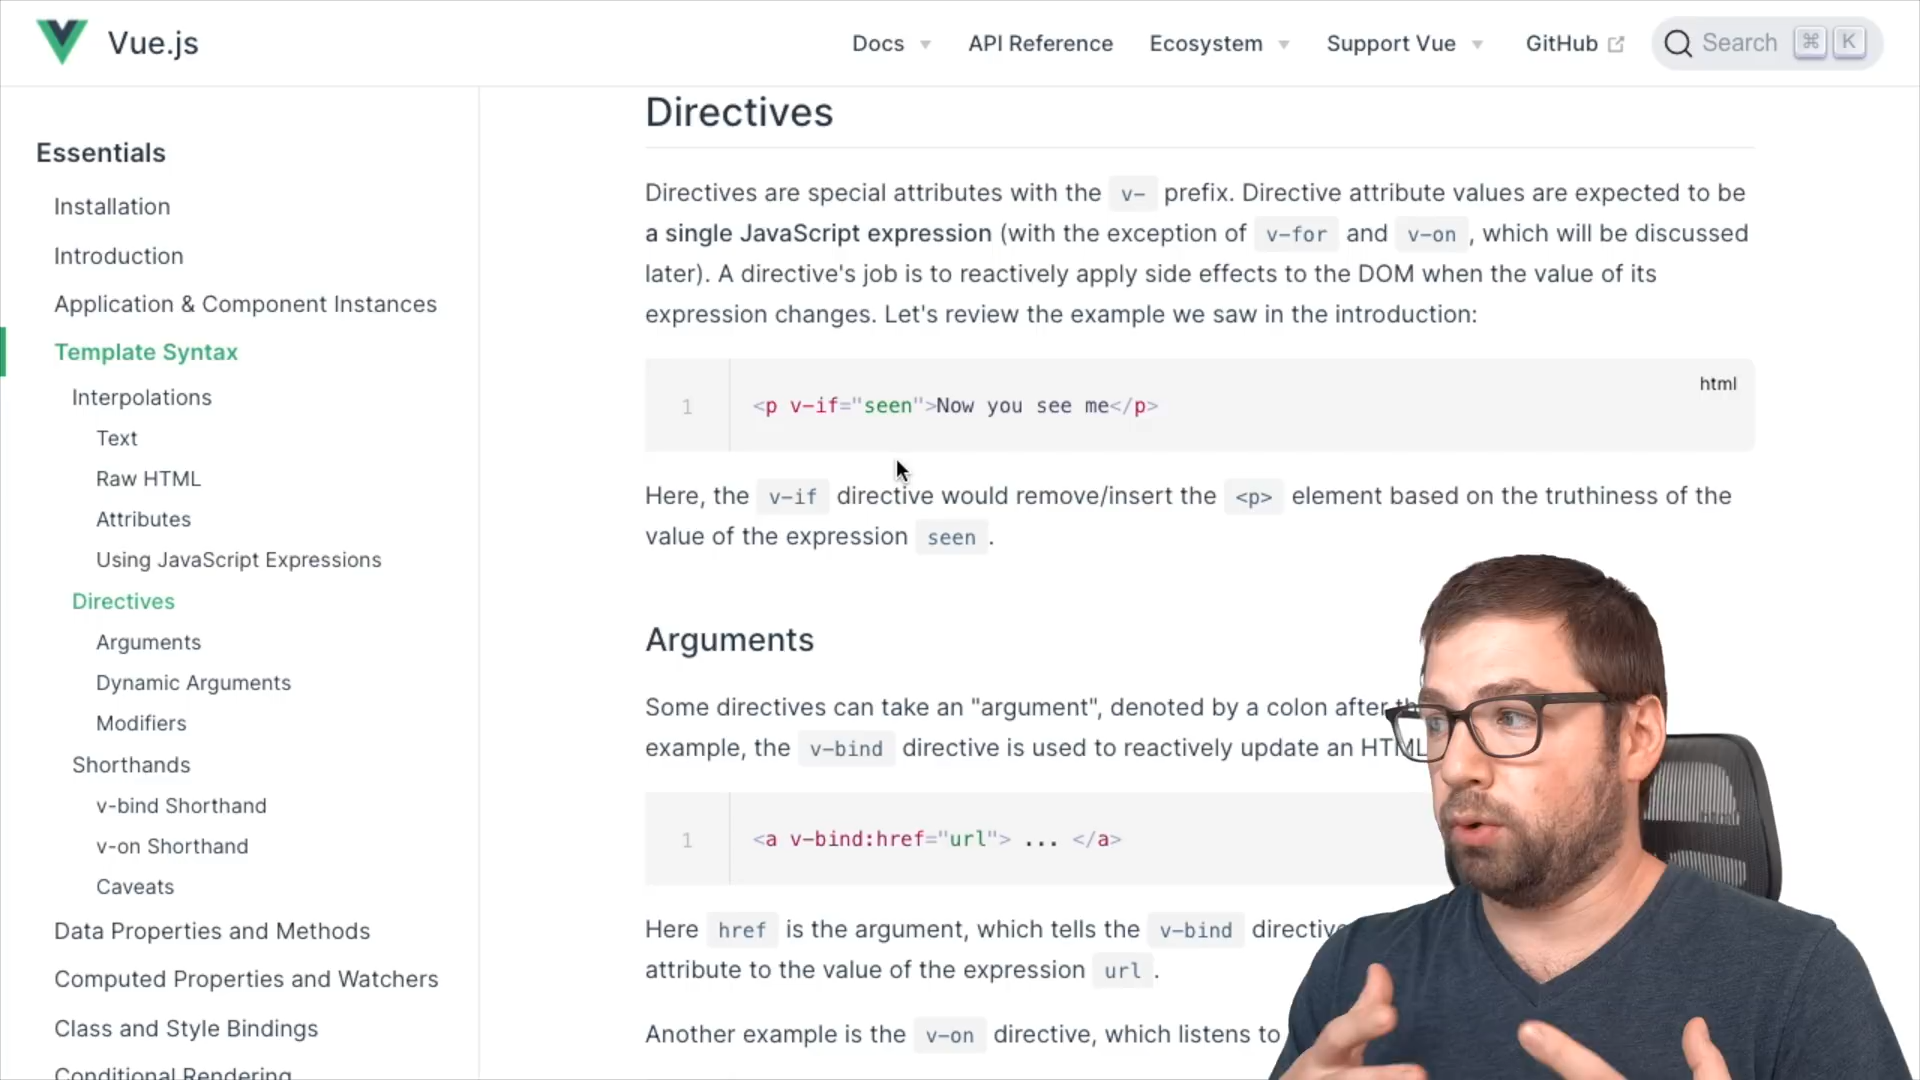 Vue.js
Docs
API Reference
Ecosystem
Support Vue
GitHub
Search
⌘ K
Essentials
Installation
Introduction
Application & Component Instances
Template Syntax
Interpolations
Text
Raw HTML
Attributes
Using JavaScript Expressions
Directives
Arguments
Dynamic Arguments
Modifiers
Shorthands
v-bind Shorthand
v-on Shorthand
Caveats
Data Properties and Methods
Computed Properties and Watchers
Class and Style Bindings
Conditional Rendering
Directives
Directives are special attributes with the v- prefix. Directive attribute values are expected to be
a single JavaScript expression (with the exception of v-for and v-on, which will be discussed
later). A directive's job is to reactively apply side effects to the DOM when the value of its
expression changes. Let's review the example we saw in the introduction:
html
1 <p v-if="seen">Now you see me</p>
Here, the v-if directive would remove/insert the <p> element based on the truthiness of the
value of the expression seen.
Arguments
Some directives can take an "argument", denoted by a colon after
example, the v-bind directive is used to reactively update an HTML
1 <a v-bind:href="url"> ... </a>
Here href is the argument, which tells the v-bind
attribute to the value of the expression url.
Another example is the v-on directive, which listens to